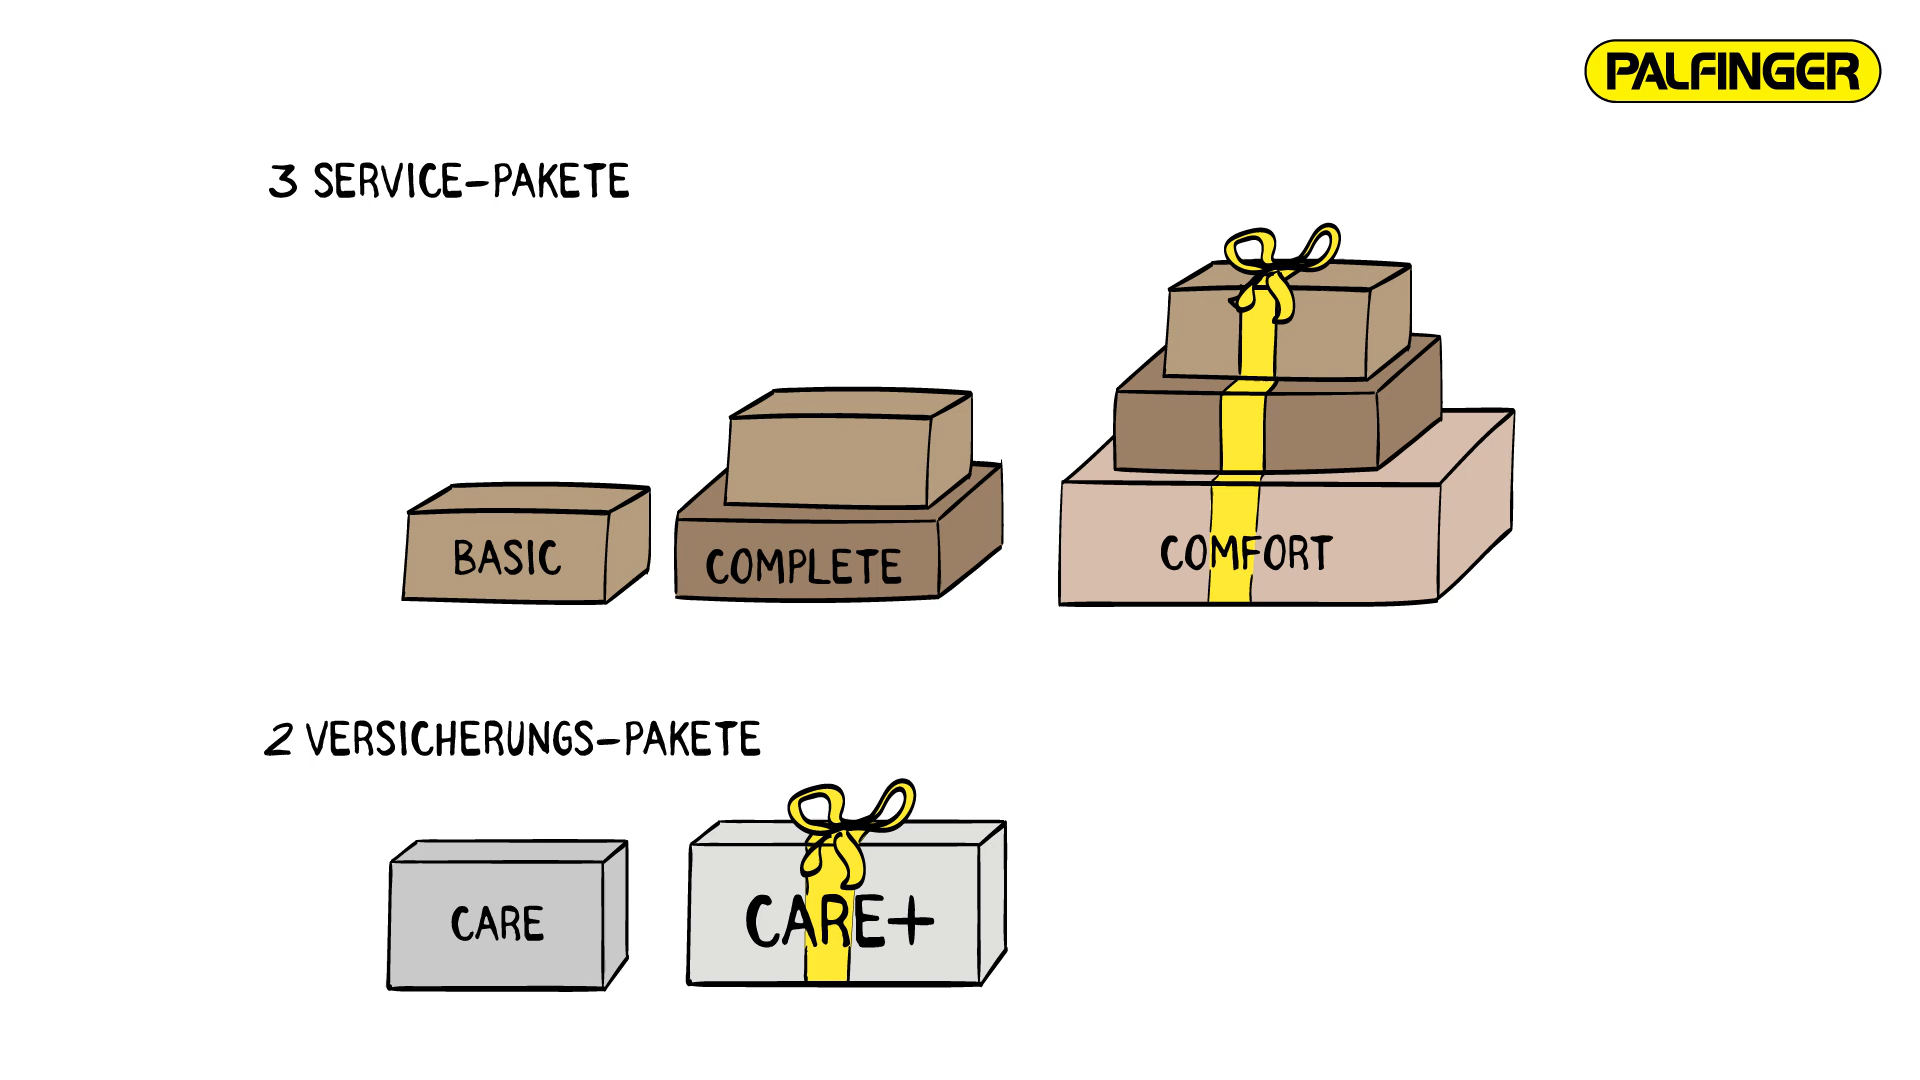 PALFINGER
3 SERVICE-PAKETE
BASIC
COMPLETE
COMFORT
2 VERSICHERUNGS-PAKETE
CARE
CARE+